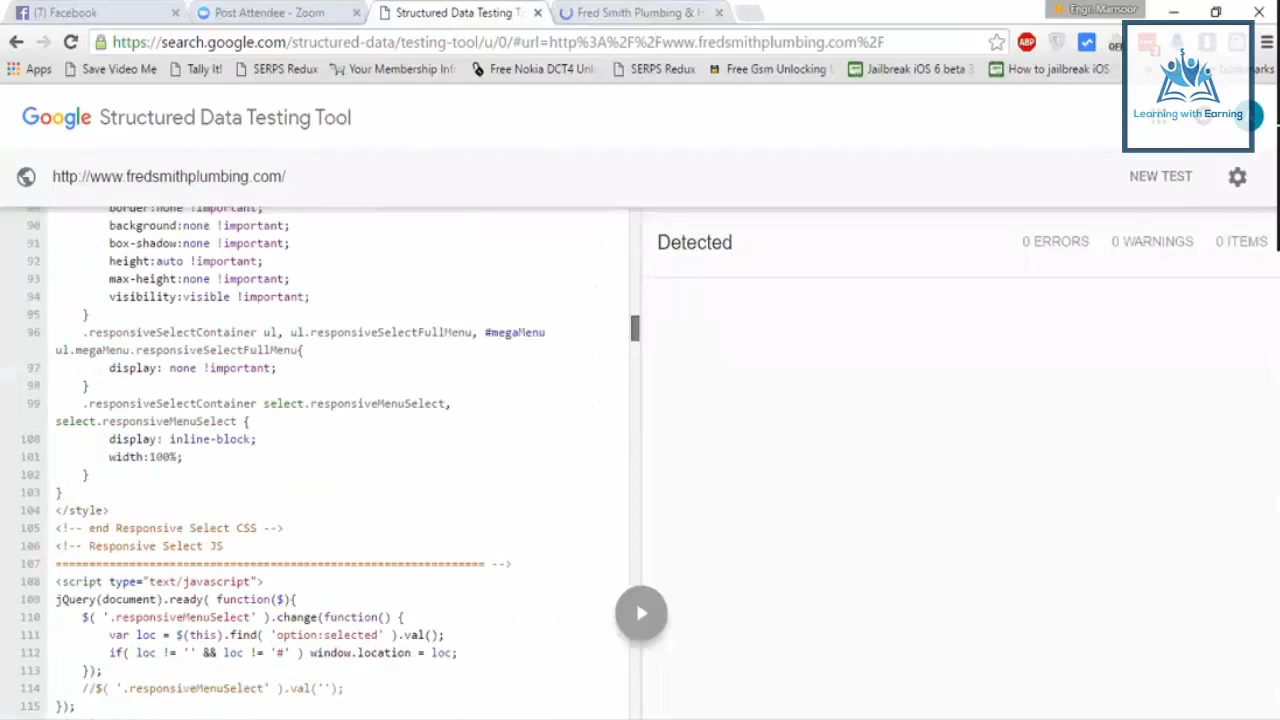 (7) Facebook
Post Attendee - Zoom
Structured Data Testing T
Fred Smith Plumbing & H
Engr. Mansoor
https://search.google.com/structured-data/testing-tool/u/0/#url=http%3A%2F%2Fwww.fredsmithplumbing.com%2F
ABP
Apps
Save Video Me
Tally It!
SERPS Redux
Your Membership Inf
Free Nokia DCT4 Unl
SERPS Redux
Free Gsm Unlocking
Jailbreak iOS 6 beta 3
How to jailbreak iOS
bookmarks
Learning with Earning
Google Structured Data Testing Tool
http://www.fredsmithplumbing.com/
NEW TEST
Detected
0 ERRORS
0 WARNINGS
0 ITEMS
border:none !important;
90 background:none !important;
91 box-shadow:none !important;
92 height:auto !important;
93 max-height:none !important;
94 visibility:visible !important;
95 }
96 .responsiveSelectContainer ul, ul.responsiveSelectFullMenu, #megaMenu
ul.megaMenu.responsiveSelectFullMenu{
97 display: none !important;
98 }
99 .responsiveSelectContainer select.responsiveMenuSelect,
select.responsiveMenuSelect {
100 display: inline-block;
101 width:100%;
102 }
103 }
104 </style>
105 <!-- end Responsive Select CSS -->
106 <!-- Responsive Select JS
107 ================================================================ -->
108 <script type="text/javascript">
109 jQuery(document).ready( function($){
110 $( '.responsiveMenuSelect' ).change(function() {
111 var loc = $(this).find( 'option:selected' ).val();
112 if( loc != '' && loc != '#' ) window.location = loc;
113 });
114 //$( '.responsiveMenuSelect' ).val('');
115 });